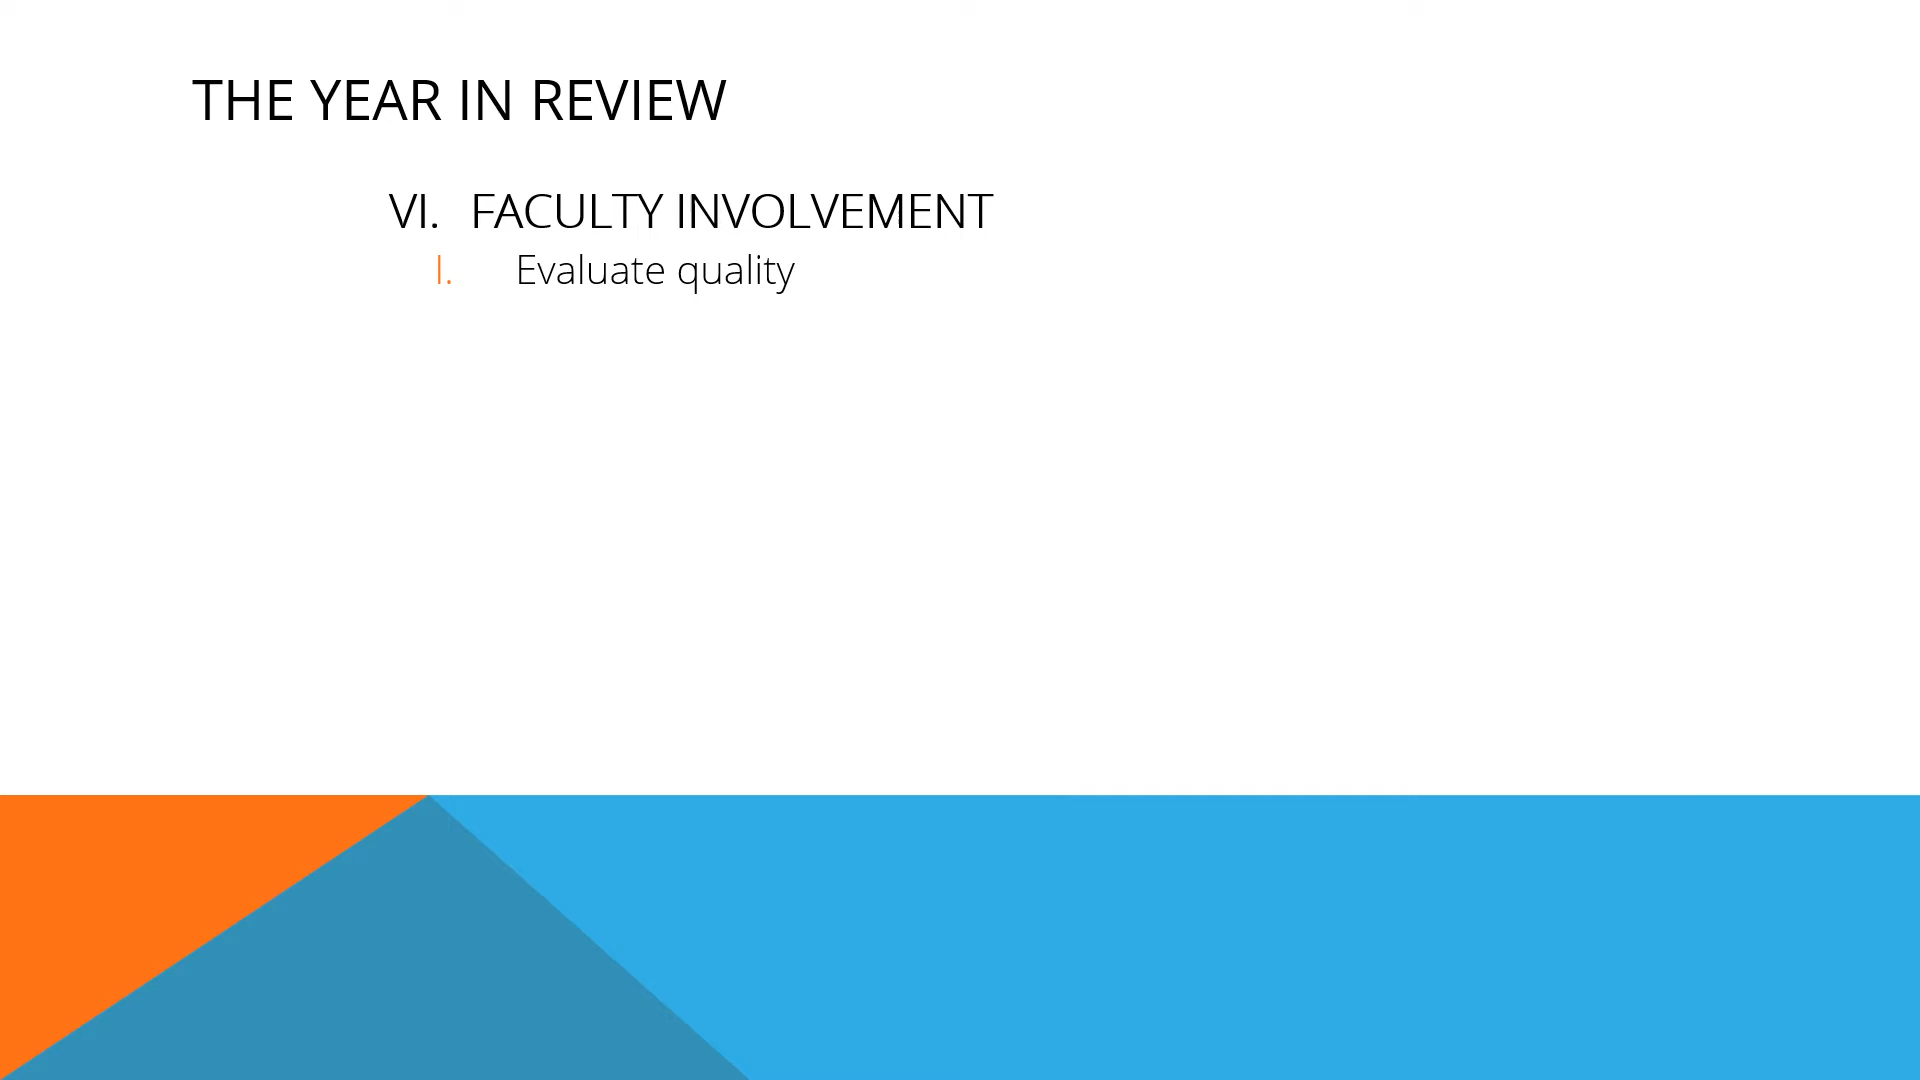 THE YEAR IN REVIEW
VI. FACULTY INVOLVEMENT
I. Evaluate quality